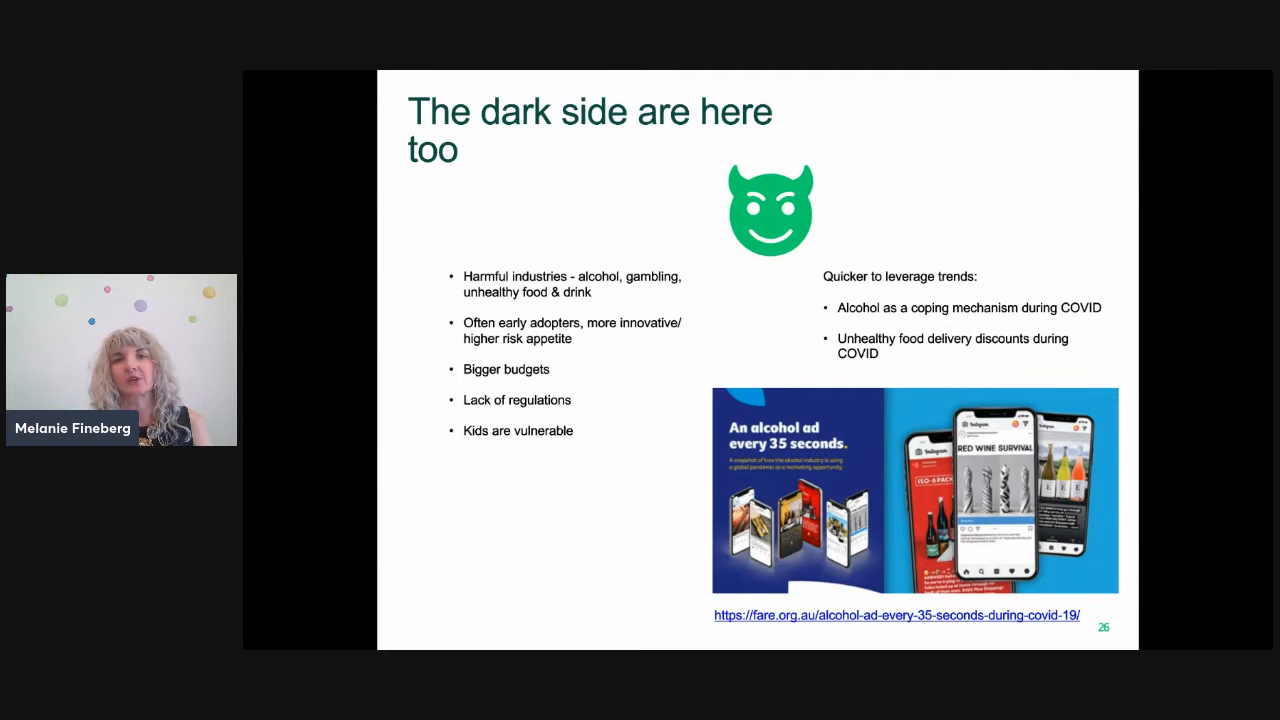 The dark side are here
too
• Harmful industries - alcohol, gambling,
unhealthy food & drink
• Often early adopters, more innovative/
higher risk appetite
• Bigger budgets
• Lack of regulations
• Kids are vulnerable
Quicker to leverage trends:
• Alcohol as a coping mechanism during COVID
• Unhealthy food delivery discounts during
COVID
An alcohol ad
every 35 seconds.
A snapshot of how the alcohol industry is using
a global pandemic as a marketing opportunity.
Instagram
ISO-6 PACK
Instagram
RED WINE SURVIVAL
https://fare.org.au/alcohol-ad-every-35-seconds-during-covid-19/
26
Melanie Fineberg